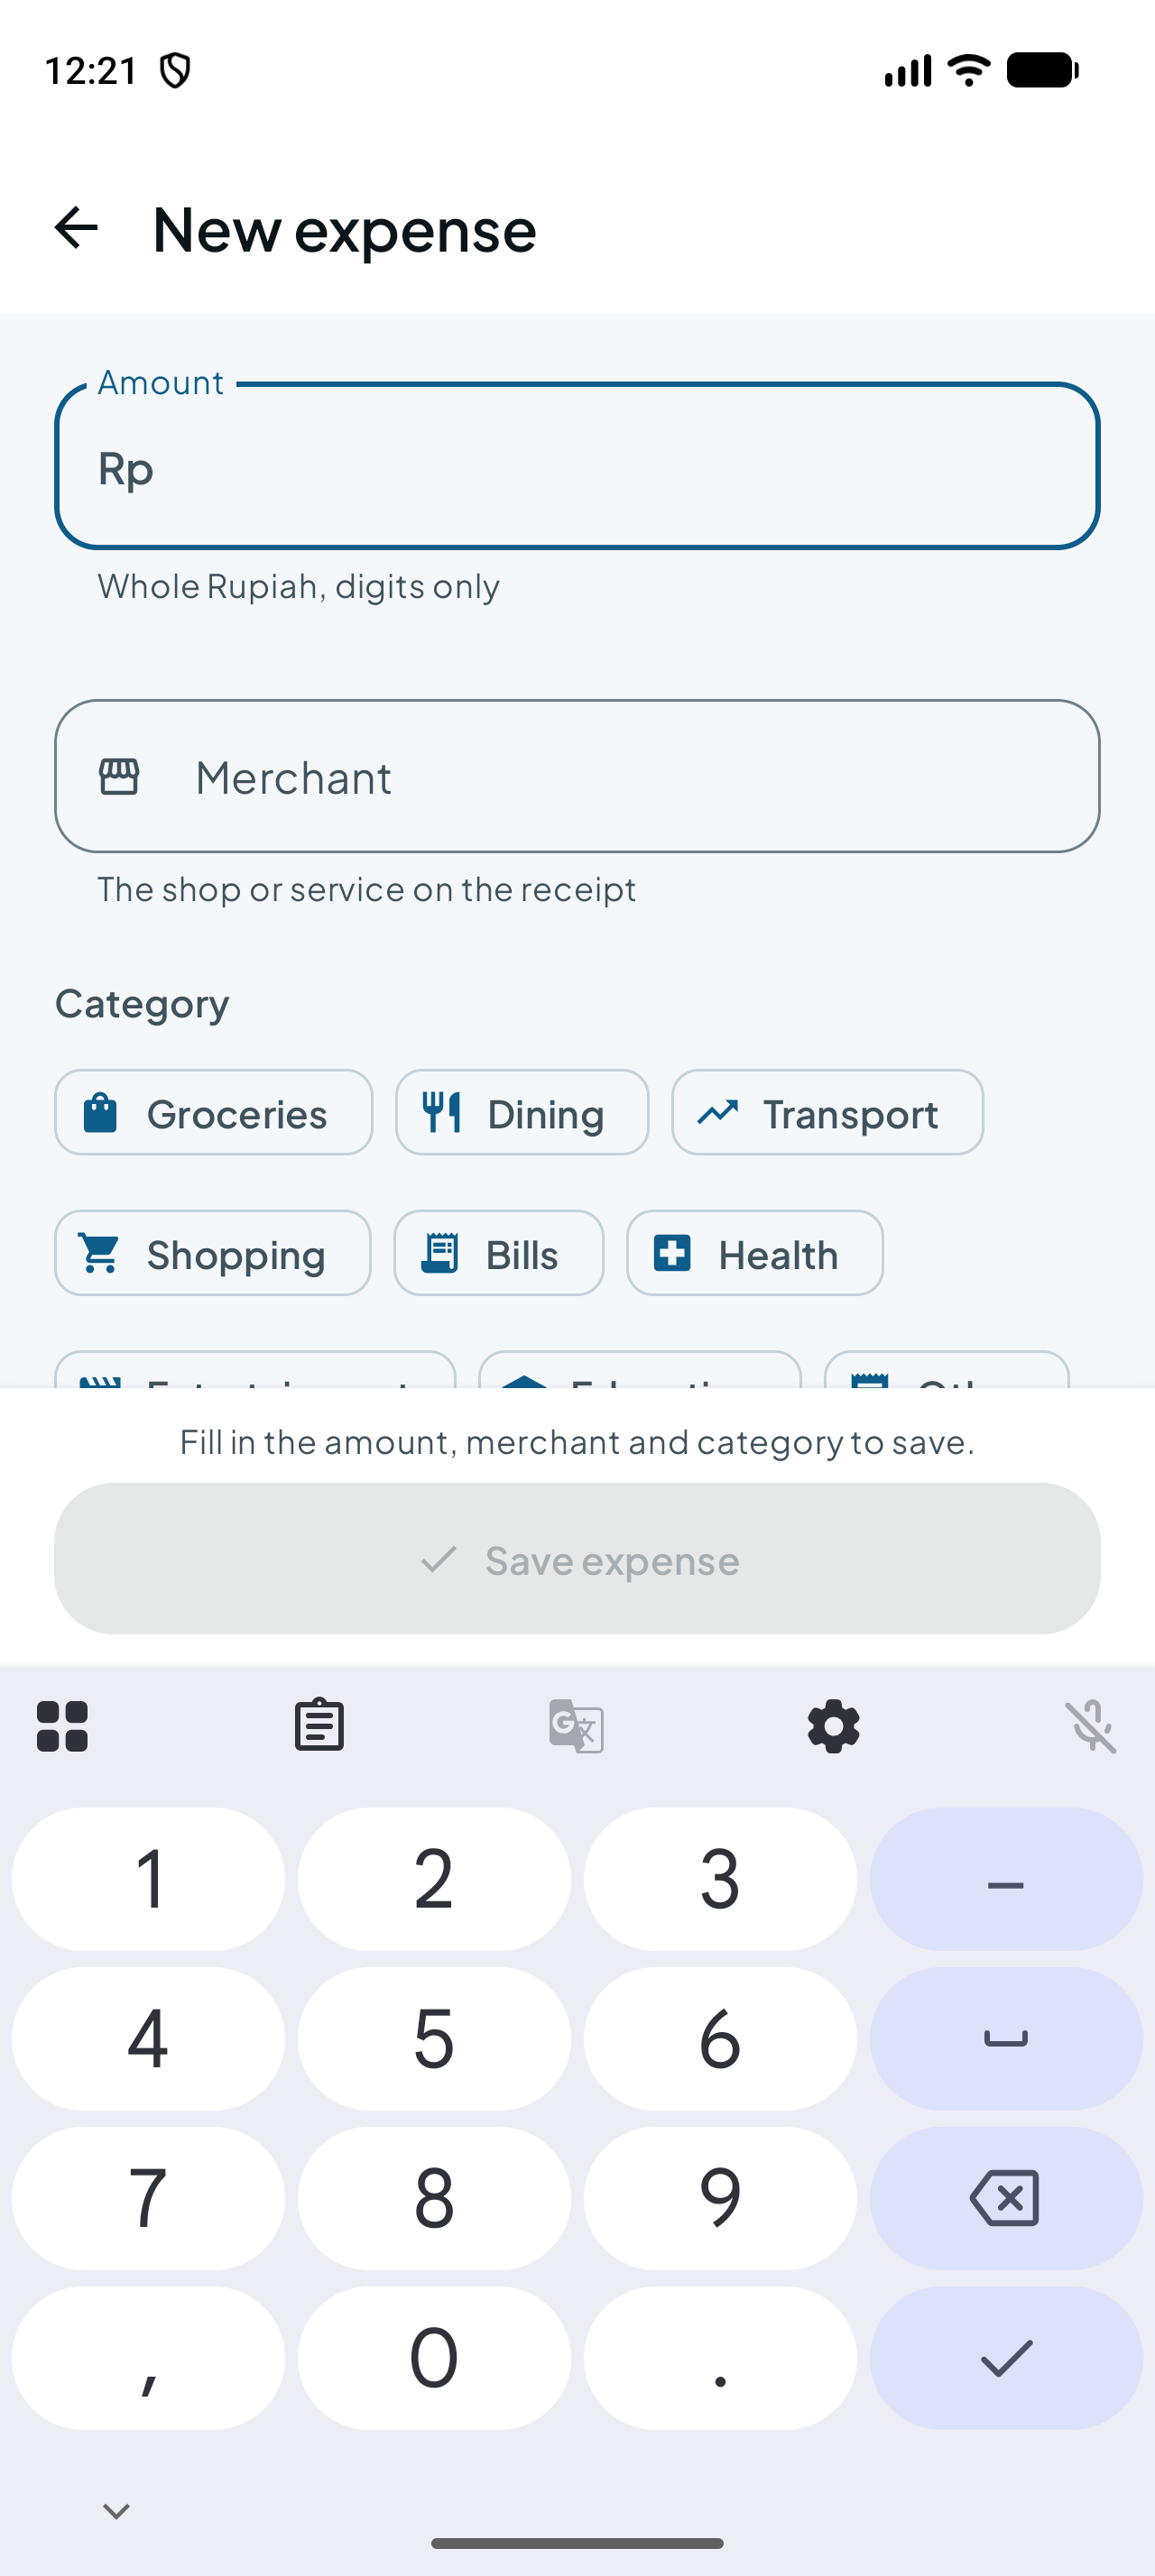 12:21
New expense
Amount
Rp
Whole Rupiah, digits only
Merchant
The shop or service on the receipt
Category
Groceries Dining Transport
Shopping Bills Health
Fill in the amount, merchant and category to save.
Save expense
1 2 3 –
4 5 6
7 8 9
, 0 .